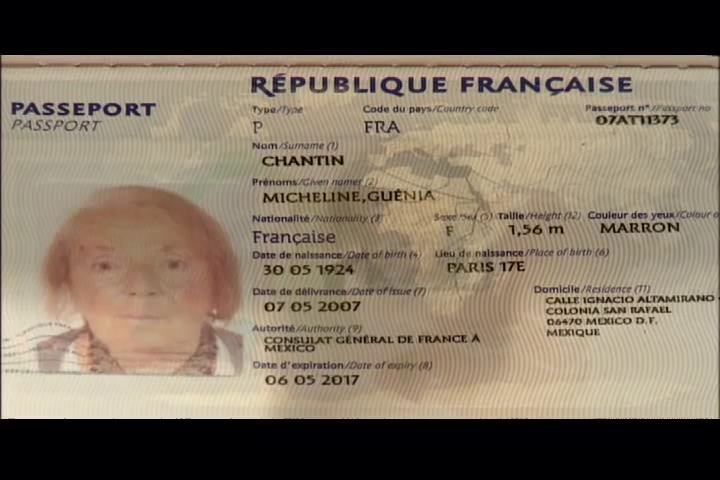 RÉPUBLIQUE FRANÇAISE
PASSEPORT
PASSPORT
Type/Type Code du pays/Country code Passeport n°/Passport no
P FRA 07AT11373
Nom/Surname (1)
CHANTIN
Prénoms/Given names (2)
MICHELINE,GUÉNIA
Nationalité/Nationality (3) Sexe/Sex (5) Taille/Height (12) Couleur des yeux/Colour o
Française F 1,56 m MARRON
Date de naissance/Date of birth (4) Lieu de naissance/Place of birth (6)
30 05 1924 PARIS 17E
Date de délivrance/Date of issue (7) Domicile/Residence (11)
07 05 2007 CALLE IGNACIO ALTAMIRANO
COLONIA SAN RAFAEL
06470 MEXICO D.F.
MEXIQUE
Autorité/Authority (9)
CONSULAT GÉNÉRAL DE FRANCE À
MEXICO
Date d'expiration/Date of expiry (8)
06 05 2017